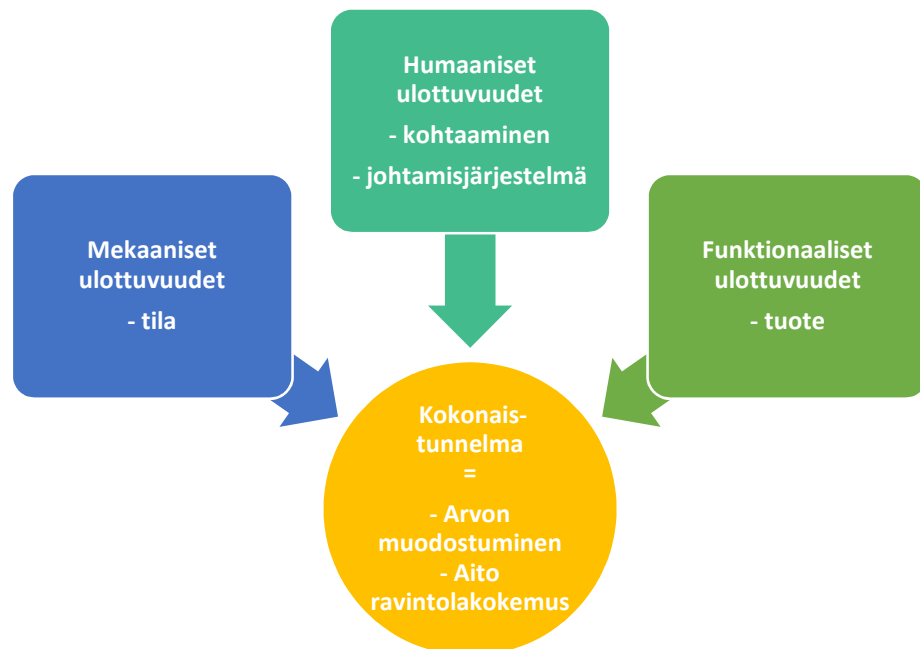 Humaaniset
ulottuvuudet
- kohtaaminen
- johtamisjärjestelmä
Mekaaniset
ulottuvuudet
- tila
Funktionaaliset
ulottuvuudet
- tuote
Kokonais-
tunnelma
=
- Arvon
muodostuminen
- Aito
ravintolakokemus